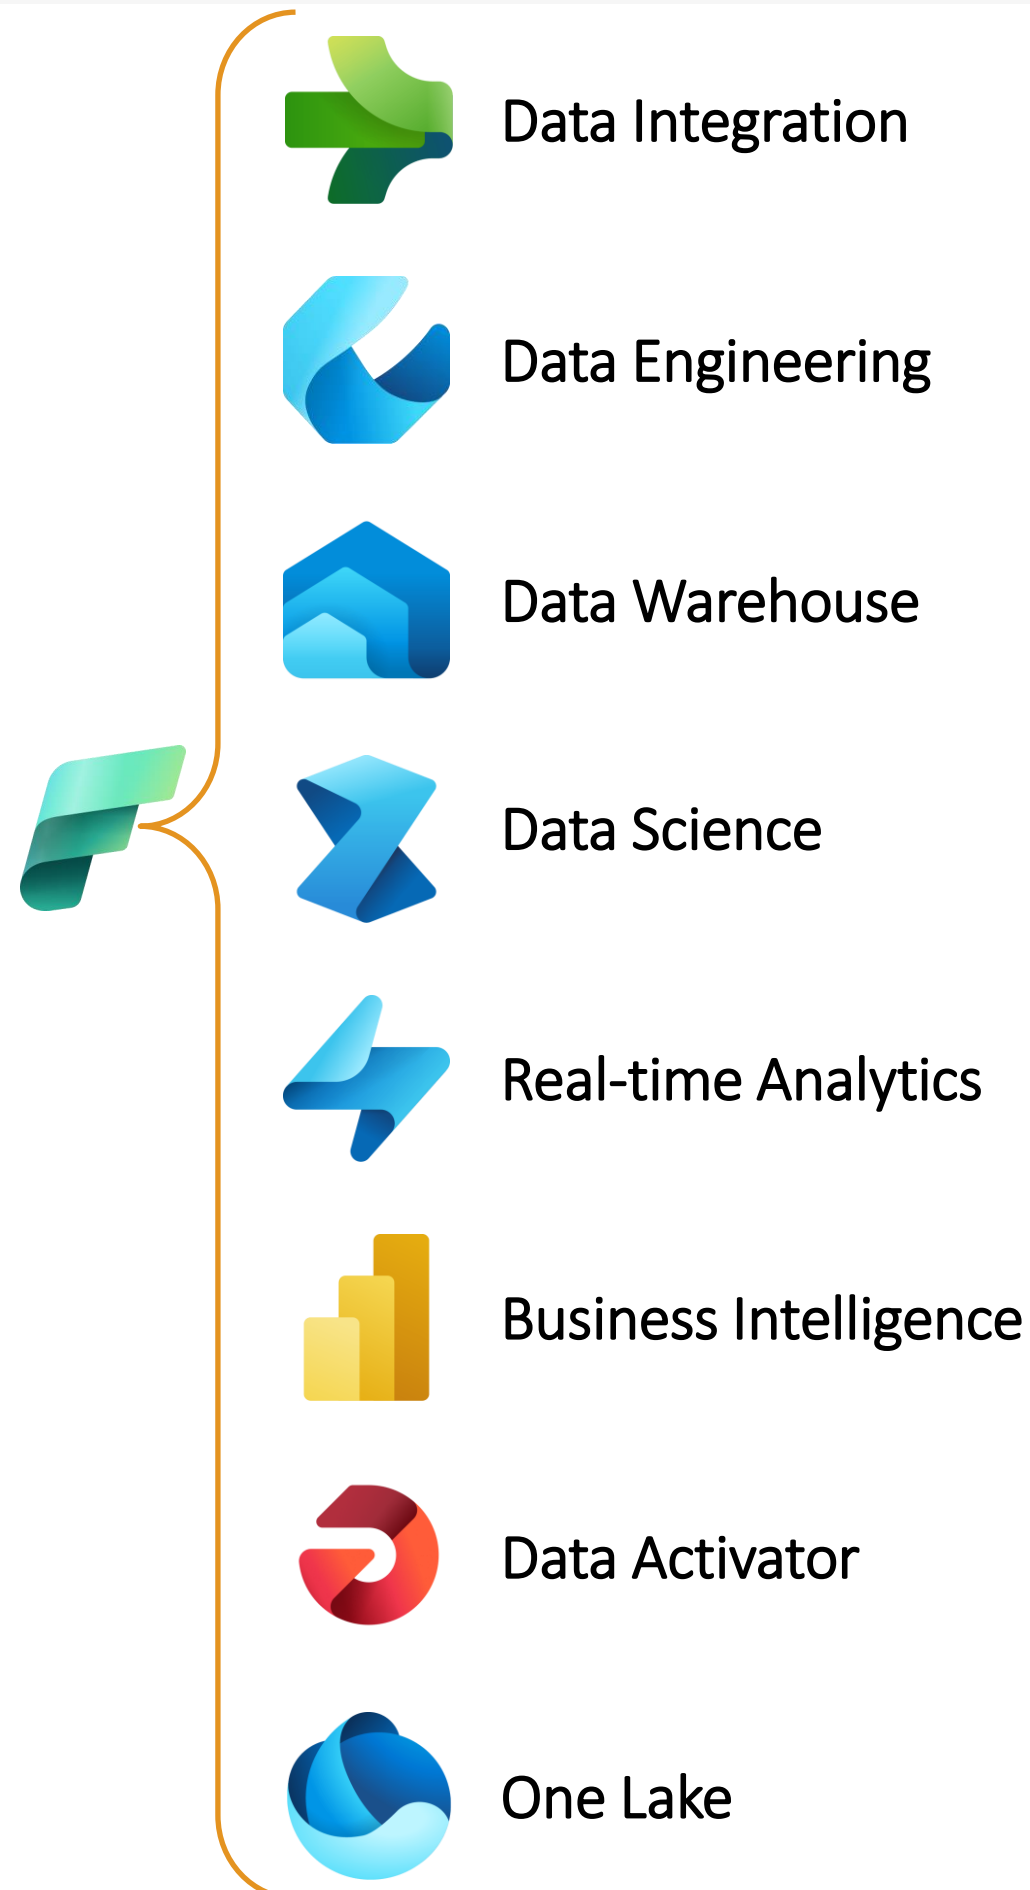 Data Integration
Data Engineering
Data Warehouse
Data Science
Real-time Analytics
Business Intelligence
Data Activator
One Lake